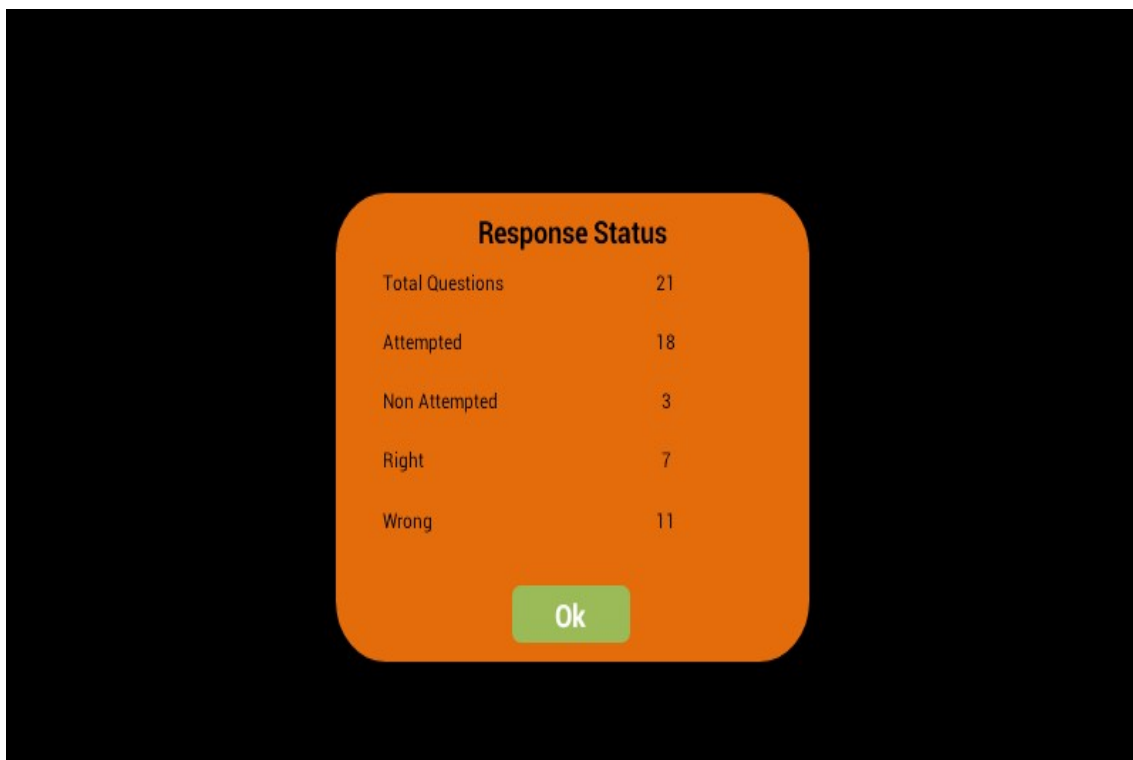 Response Status
Total Questions 21
Attempted 18
Non Attempted 3
Right 7
Wrong 11
Ok